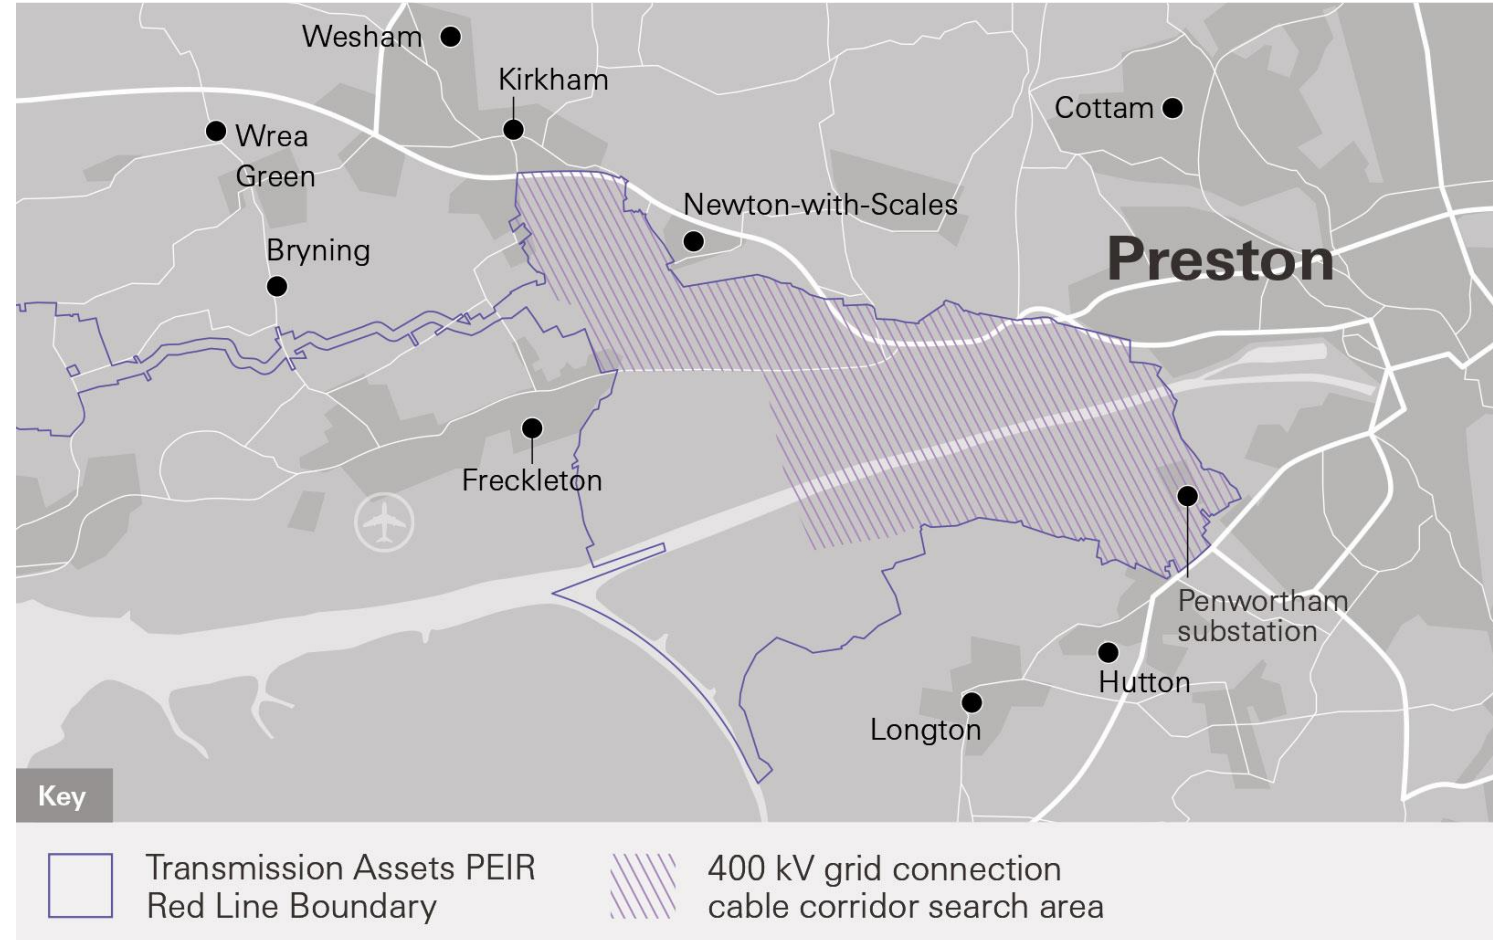 Wesham
Kirkham
Cottam
Wrea
Green
Newton-with-Scales
Bryning
Preston
Freckleton
Penwortham
substation
Hutton
Longton
Key
Transmission Assets PEIR
Red Line Boundary
400 kV grid connection
cable corridor search area